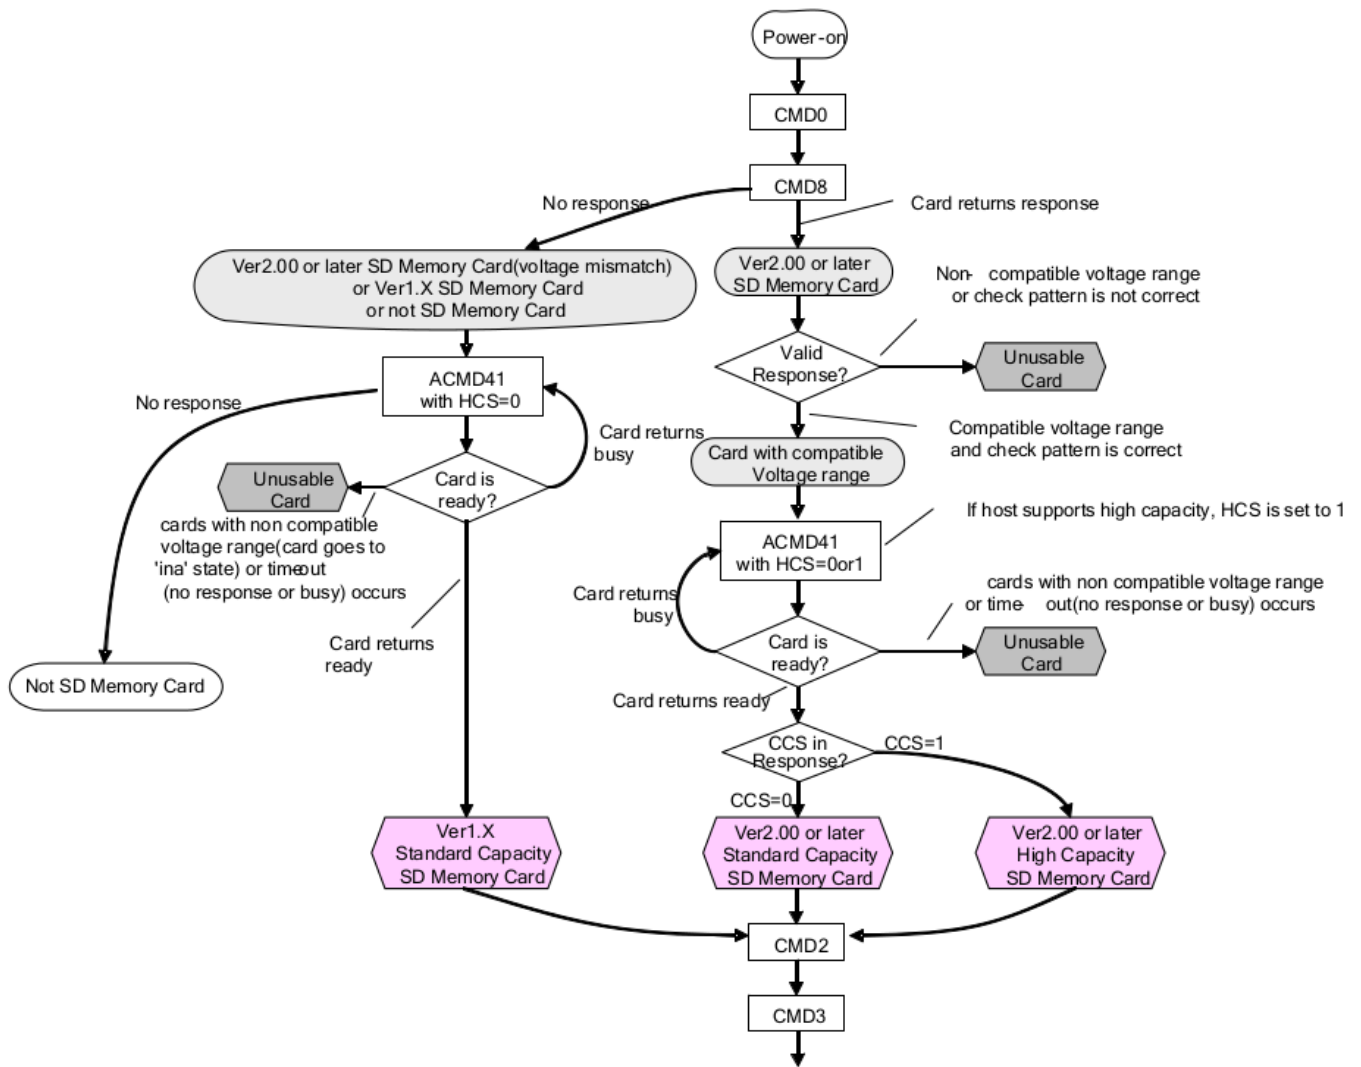 Power-on
CMD0
CMD8
No response
Card returns response
Ver2.00 or later SD Memory Card(voltage mismatch)
or Ver1.X SD Memory Card
or not SD Memory Card
Ver2.00 or later
SD Memory Card
Non- compatible voltage range
or check pattern is not correct
Valid
Response?
Unusable
Card
ACMD41
with HCS=0
No response
Card returns
busy
Compatible voltage range
and check pattern is correct
Card with compatible
Voltage range
Unusable
Card
Card is
ready?
cards with non compatible
voltage range(card goes to
'ina' state) or time-out
(no response or busy) occurs
If host supports high capacity, HCS is set to 1
ACMD41
with HCS=0or1
Card returns
busy
cards with non compatible voltage range
or time- out(no response or busy) occurs
Card returns
ready
Card is
ready?
Unusable
Card
Not SD Memory Card
Card returns ready
CCS in
Response?
CCS=1
CCS=0
Ver1.X
Standard Capacity
SD Memory Card
Ver2.00 or later
Standard Capacity
SD Memory Card
Ver2.00 or later
High Capacity
SD Memory Card
CMD2
CMD3